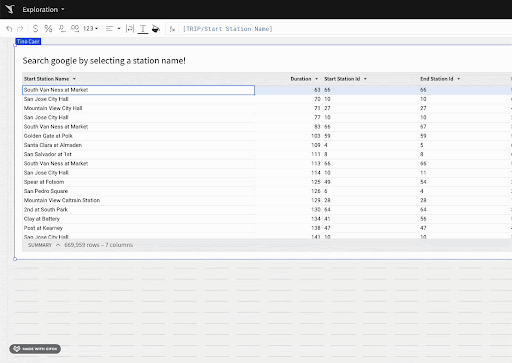 Exploration
$ % 123 T fx [TRIP/Start Station Name]
Tina Caer
Search google by selecting a station name!
Start Station Name Duration Start Station Id End Station Id
South Van Ness at Market 63 66 66
San Jose City Hall 70 10 10
Mountain View City Hall 71 27 27
San Jose City Hall 77 10 10
South Van Ness at Market 83 66 67
Golden Gate at Polk 103 59 59
Santa Clara at Almaden 109 4 5
San Salvador at 1st 111 8 8
South Van Ness at Market 113 66 66
San Jose City Hall 114 10 11
Spear at Folsom 125 49 54
San Pedro Square 126 6 4
Mountain View Caltrain Station 129 28 28
2nd at South Park 130 64 64
Clay at Battery 134 41 56
Post at Kearney 138 47 47
San Jose City Hall 141 10 10
SUMMARY 669,959 rows – 7 columns
MADE WITH GIFOX